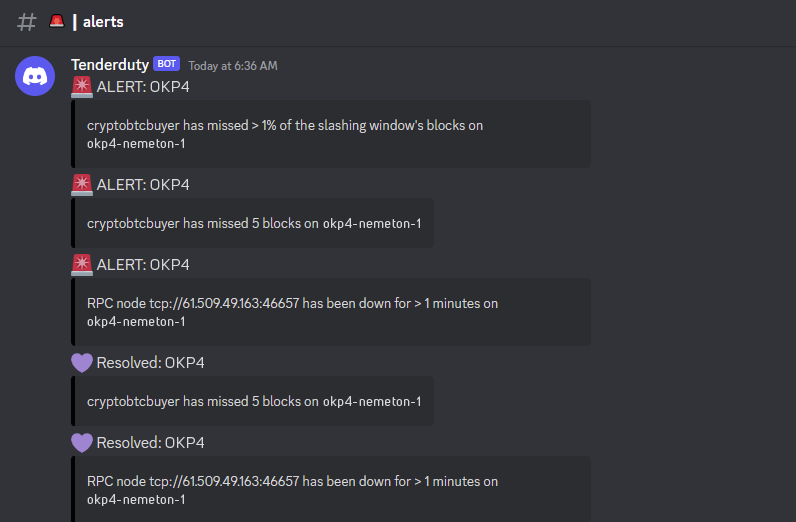 # 🚨 | alerts
Tenderduty BOT Today at 6:36 AM
🚨 ALERT: OKP4
cryptobtcbuyer has missed > 1% of the slashing window's blocks on
okp4-nemeton-1
🚨 ALERT: OKP4
cryptobtcbuyer has missed 5 blocks on okp4-nemeton-1
🚨 ALERT: OKP4
RPC node tcp://61.509.49.163:46657 has been down for > 1 minutes on
okp4-nemeton-1
💜 Resolved: OKP4
cryptobtcbuyer has missed 5 blocks on okp4-nemeton-1
💜 Resolved: OKP4
RPC node tcp://61.509.49.163:46657 has been down for > 1 minutes on
okp4-nemeton-1